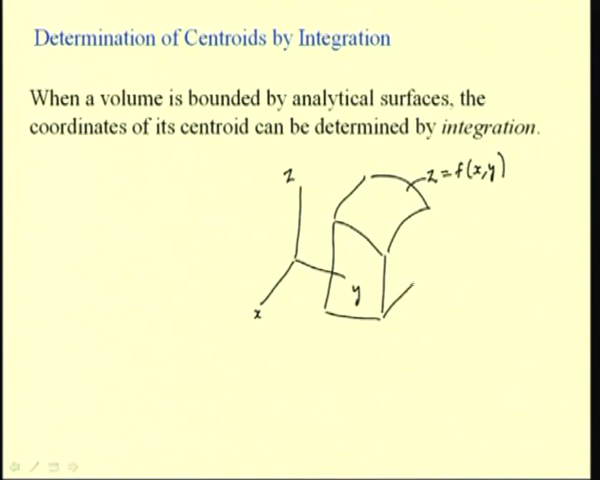 Determination of Centroids by Integration
When a volume is bounded by analytical surfaces, the
coordinates of its centroid can be determined by integration.
z
z=f(x,y)
y
x